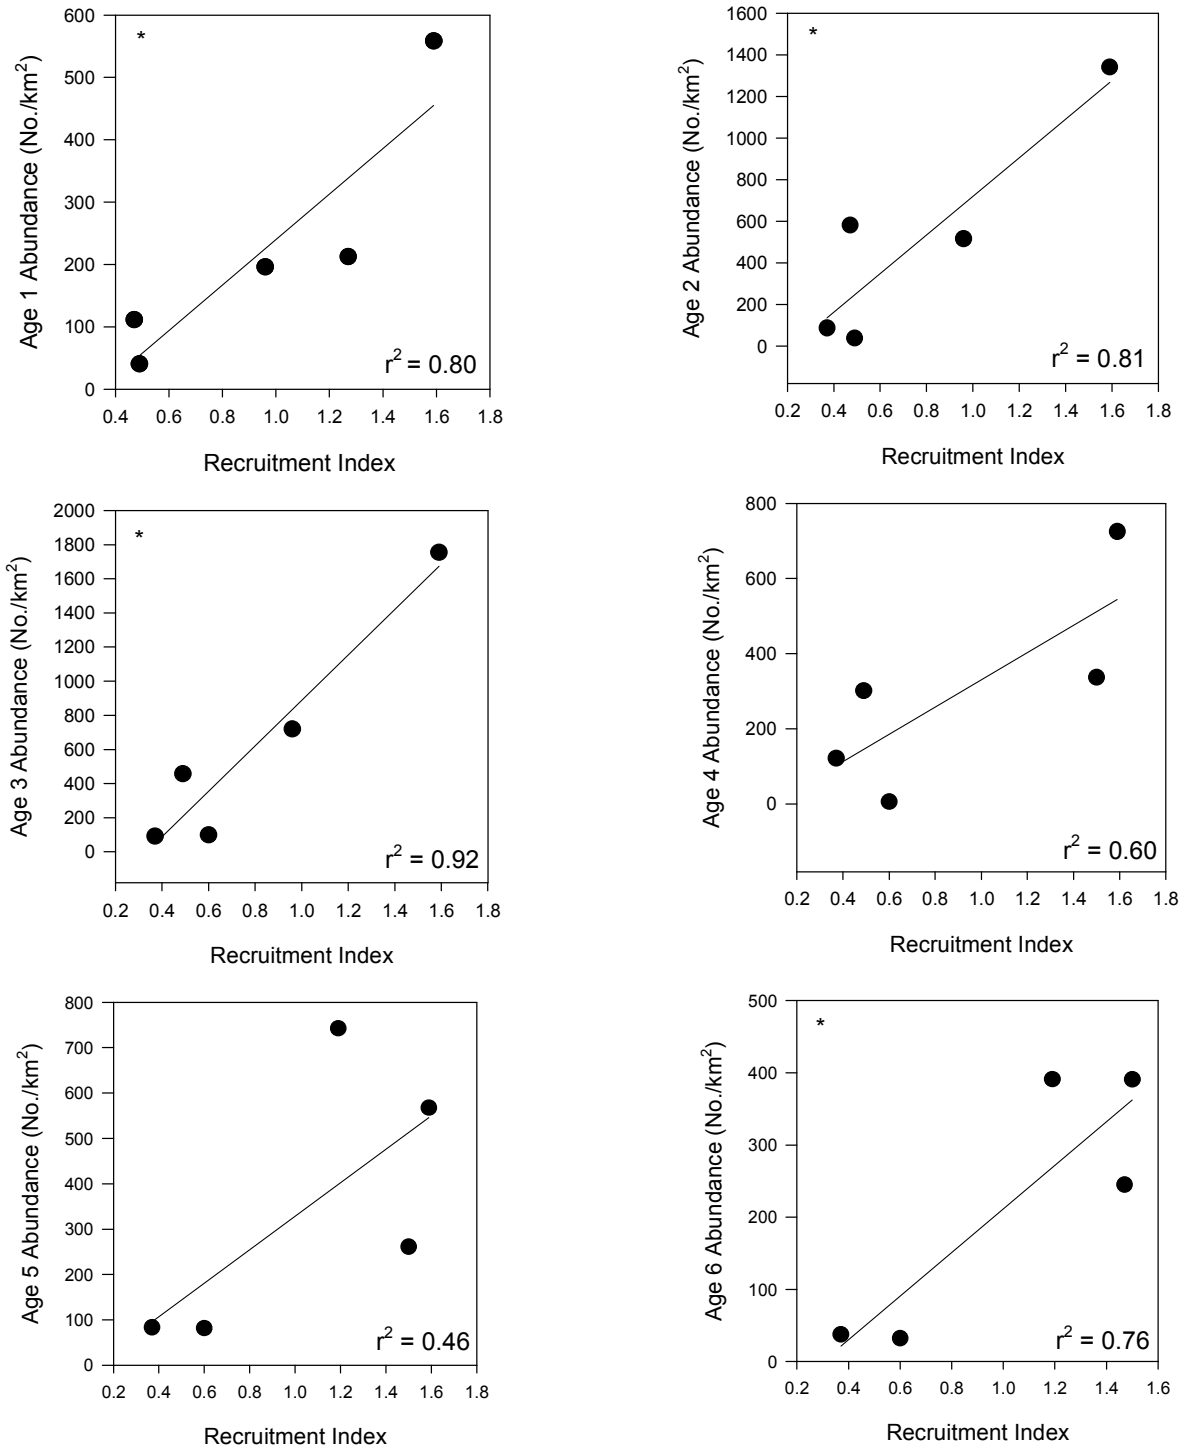 *
Age 1 Abundance (No./km²)
600
500
400
300
200
100
0
r² = 0.80
0.4 0.6 0.8 1.0 1.2 1.4 1.6 1.8
Recruitment Index
*
Age 2 Abundance (No./km²)
1600
1400
1200
1000
800
600
400
200
0
r² = 0.81
0.2 0.4 0.6 0.8 1.0 1.2 1.4 1.6 1.8
Recruitment Index
*
Age 3 Abundance (No./km²)
2000
1800
1600
1400
1200
1000
800
600
400
200
0
r² = 0.92
0.2 0.4 0.6 0.8 1.0 1.2 1.4 1.6 1.8
Recruitment Index
Age 4 Abundance (No./km²)
800
600
400
200
0
r² = 0.60
0.2 0.4 0.6 0.8 1.0 1.2 1.4 1.6 1.8
Recruitment Index
Age 5 Abundance (No./km²)
800
700
600
500
400
300
200
100
0
r² = 0.46
0.2 0.4 0.6 0.8 1.0 1.2 1.4 1.6 1.8
Recruitment Index
*
Age 6 Abundance (No./km²)
500
400
300
200
100
0
r² = 0.76
0.2 0.4 0.6 0.8 1.0 1.2 1.4 1.6
Recruitment Index